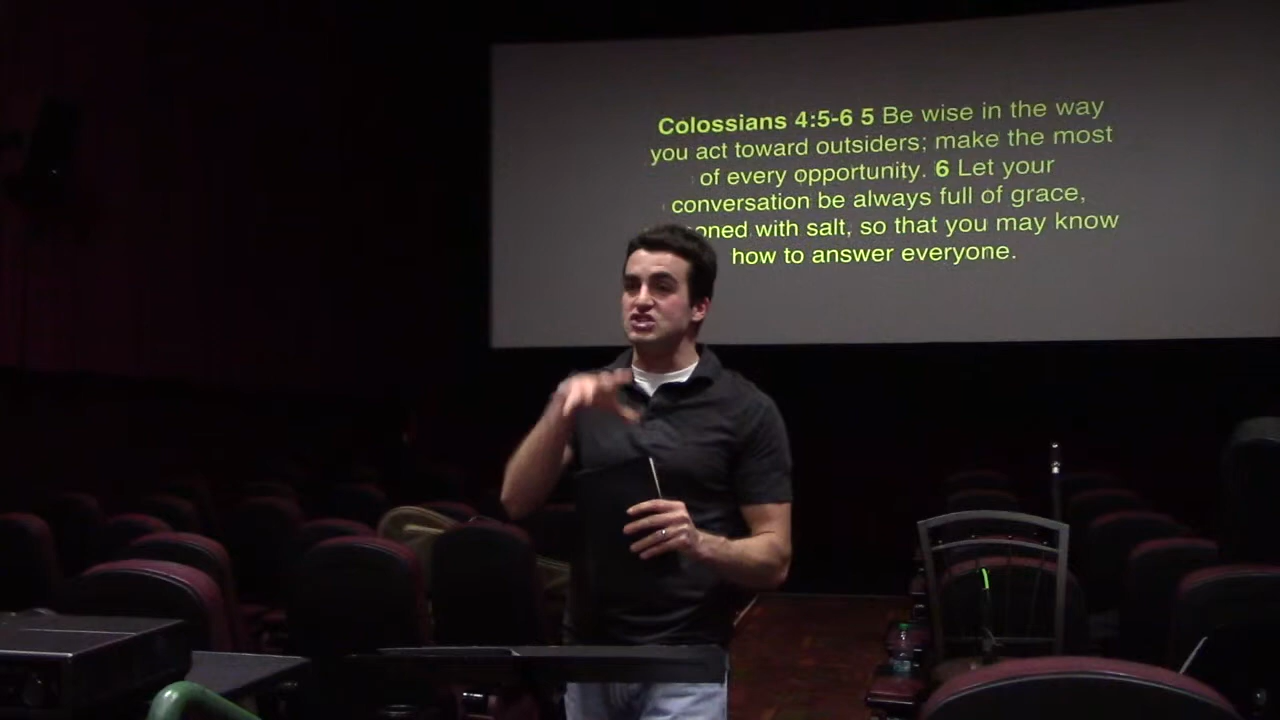 Colossians 4:5-6 5 Be wise in the way
you act toward outsiders; make the most
of every opportunity. 6 Let your
conversation be always full of grace,
oned with salt, so that you may know
how to answer everyone.